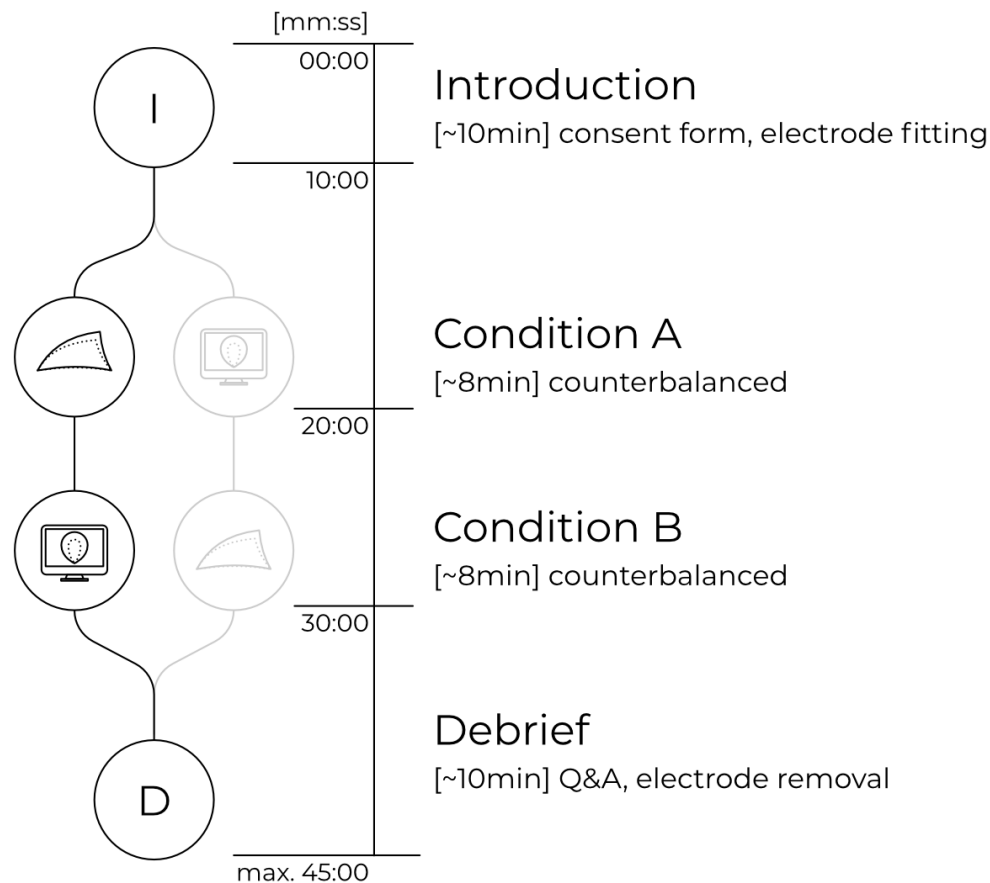 [mm:ss]
00:00
I
Introduction
[~10min] consent form, electrode fitting
10:00
Condition A
[~8min] counterbalanced
20:00
Condition B
[~8min] counterbalanced
30:00
Debrief
[~10min] Q&A, electrode removal
D
max. 45:00